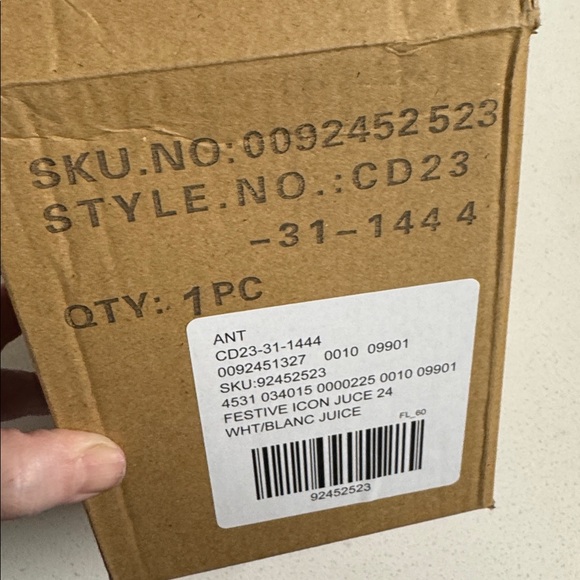 SKU.NO:0092452523
STYLE.NO.:CD23
-31-1444
QTY: 1PC
ANT
CD23-31-1444
0092451327 0010 09901
SKU:92452523
4531 034015 0000225 0010 09901
FESTIVE ICON JUCE 24
WHT/BLANC JUICE FL_60
92452523